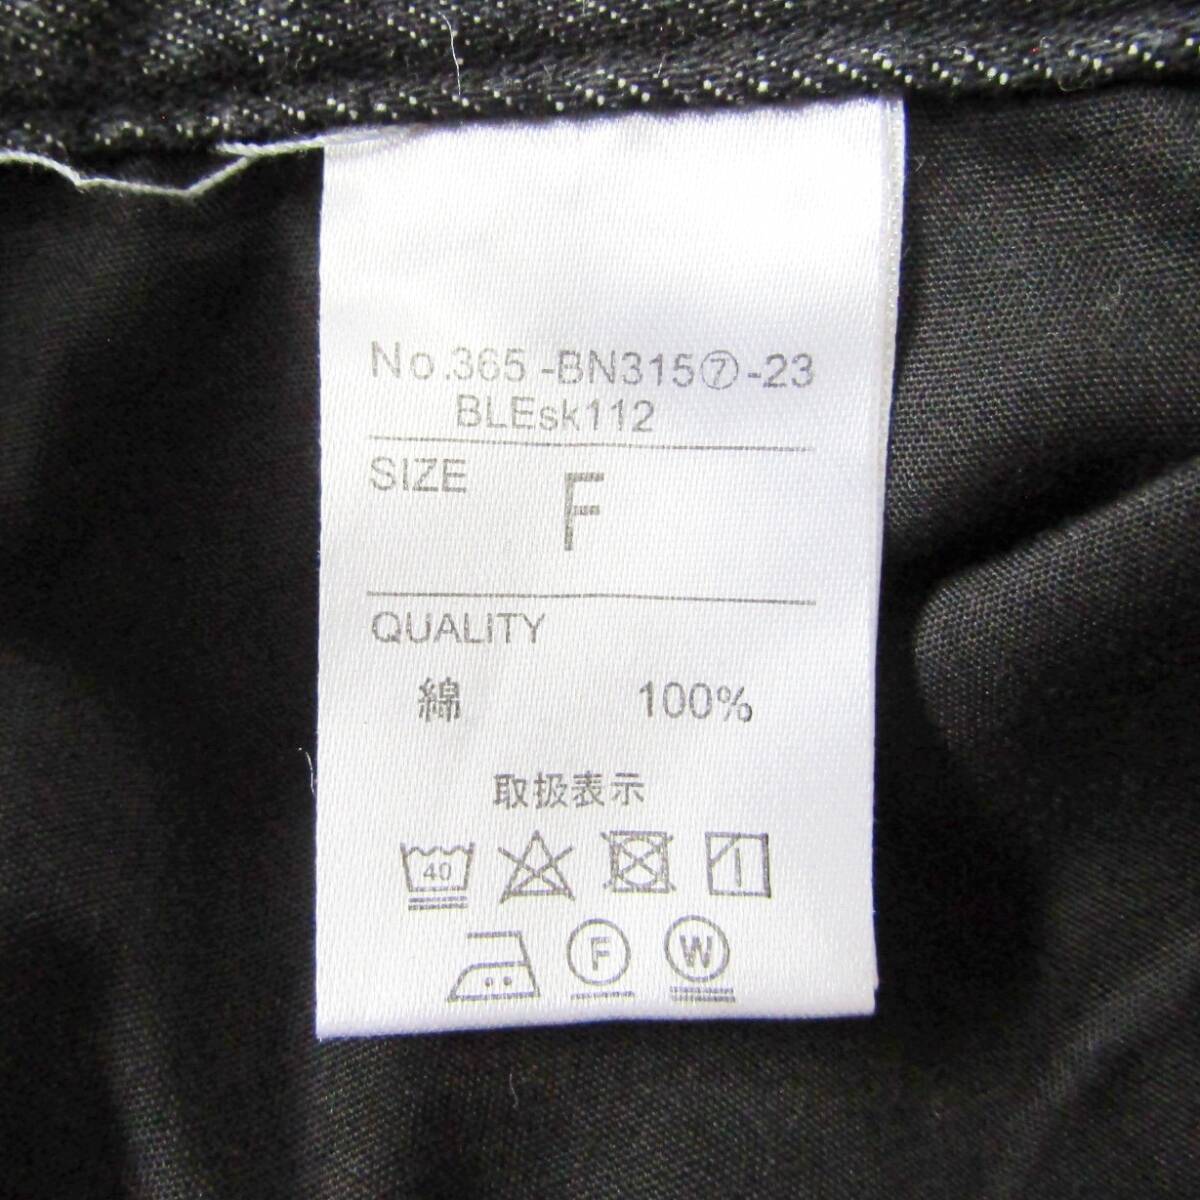 No.365 -BN315⑦-23
BLEsk112
SIZE F
QUALiTY
綿 100%
取扱表示
40
F W